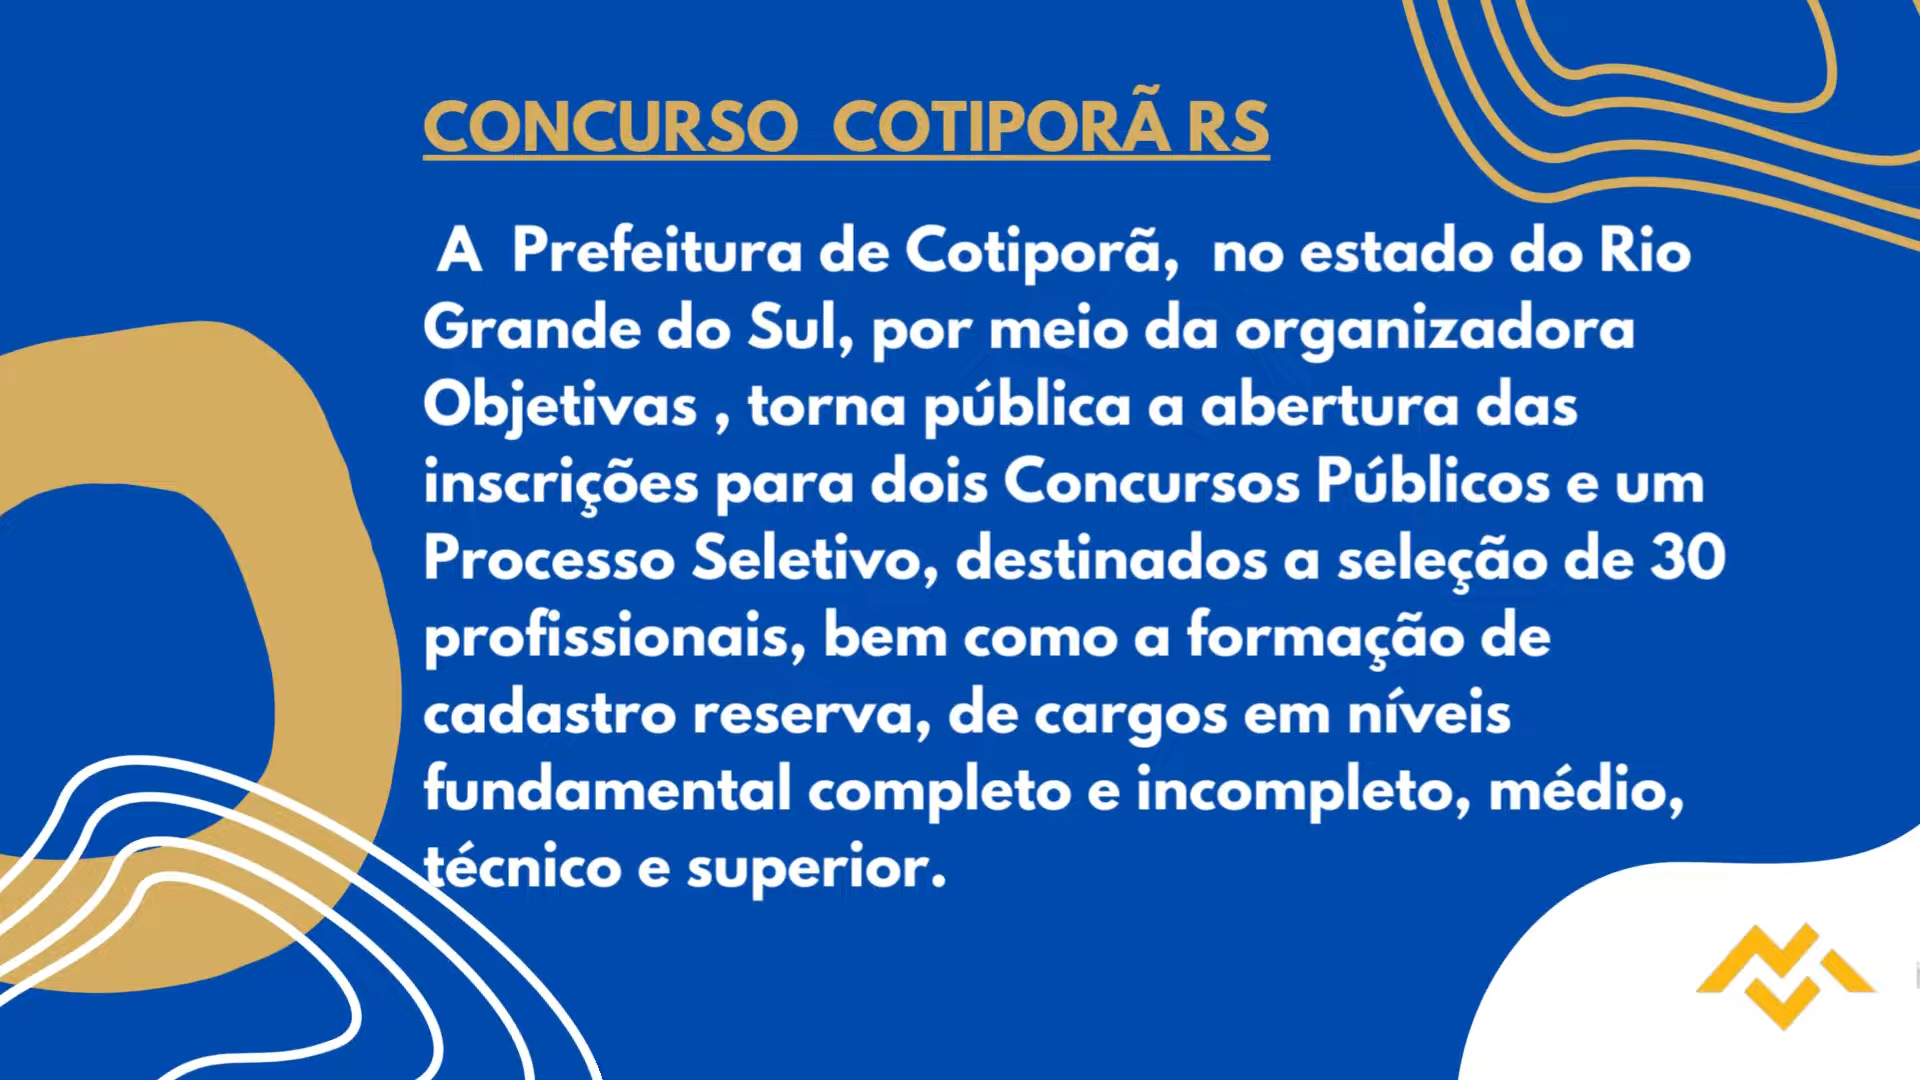 CONCURSO COTIPORÃ RS
A Prefeitura de Cotiporã, no estado do Rio
Grande do Sul, por meio da organizadora
Objetivas , torna pública a abertura das
inscrições para dois Concursos Públicos e um
Processo Seletivo, destinados a seleção de 30
profissionais, bem como a formação de
cadastro reserva, de cargos em níveis
fundamental completo e incompleto, médio,
técnico e superior.